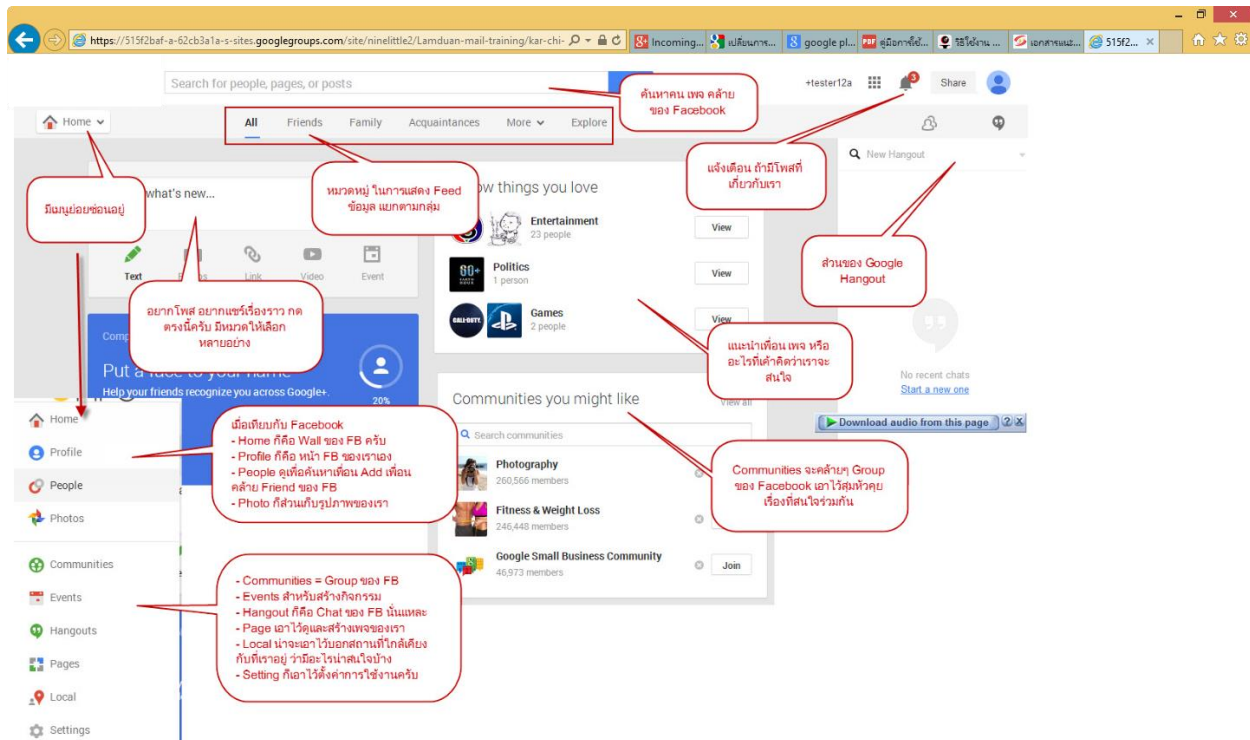 https://515f2baf-a-62cb3a1a-s-sites.googlegroups.com/site/ninelittle2/Lamduan-mail-training/kar-chi-
Incoming...
เปลี่ยนการ...
google pl...
คู่มือการใช้...
วิธีใช้งาน ...
เอกสารแนะ...
515f2...
Search for people, pages, or posts
+tester12a
3
Share
ค้นหาคน เพจ คล้าย
ของ Facebook
Home
All
Friends
Family
Acquaintances
More
Explore
New Hangout
แจ้งเตือน ถ้ามีโพสที่
เกี่ยวกับเรา
หมวดหมู่ ในการแสดง Feed
ข้อมูล แยกตามกลุ่ม
มีเมนูย่อยซ่อนอยู่
what's new...
things you love
Entertainment
23 people
View
Politics
1 person
View
Games
2 people
View
Text
Link
Video
Event
ส่วนของ Google
Hangout
อยากโพส อยากแชร์เรื่องราว กด
ตรงนี้ครับ มีหมวดให้เลือก
หลายอย่าง
แนะนำเพื่อน เพจ หรือ
อะไรที่เค้าคิดว่าเราจะ
สนใจ
Put a face to your name
Help your friends recognize you across Google+.
20%
No recent chats
Start a new one
Download audio from this page
Communities you might like
View all
Search communities
Photography
260,566 members
Fitness & Weight Loss
246,448 members
Google Small Business Community
46,973 members
Join
Communities จะคล้ายๆ Group
ของ Facebook เอาไว้สุมหัวคุย
เรื่องที่สนใจร่วมกัน
Home
Profile
People
Photos
Communities
Events
Hangouts
Pages
Local
Settings
เมื่อเทียบกับ Facebook
- Home ก็คือ Wall ของ FB ครับ
- Profile ก็คือ หน้า FB ของเราเอง
- People ดูเพื่อค้นหาเพื่อน Add เพื่อน
คล้าย Friend ของ FB
- Photo ก็ส่วนเก็บรูปภาพของเรา
- Communities = Group ของ FB
- Events สำหรับสร้างกิจกรรม
- Hangout ก็คือ Chat ของ FB นั่นแหละ
- Page เอาไว้ดูและสร้างเพจของเรา
- Local น่าจะเอาไว้บอกสถานที่ใกล้เคียง
กับที่เราอยู่ ว่ามีอะไรน่าสนใจบ้าง
- Setting ก็เอาไว้ตั้งค่าการใช้งานครับ